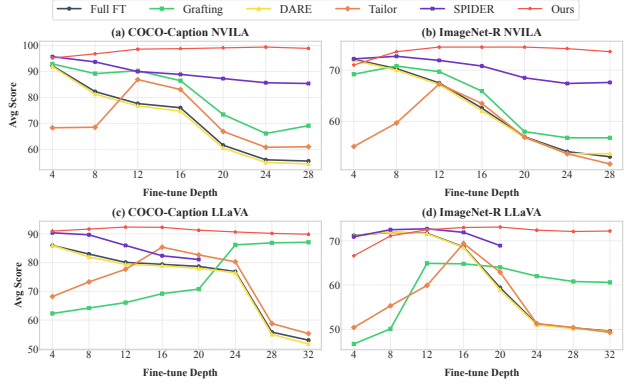 Full FT Grafting DARE Tailor SPIDER Ours
(a) COCO-Caption NVILA
(b) ImageNet-R NVILA
Avg Score
100
90
80
70
60
4 8 12 16 20 24 28
Fine-tune Depth
70
60
4 8 12 16 20 24 28
Fine-tune Depth
(c) COCO-Caption LLaVA
(d) ImageNet-R LLaVA
Avg Score
90
80
70
60
50
4 8 12 16 20 24 28 32
Fine-tune Depth
70
60
50
4 8 12 16 20 24 28 32
Fine-tune Depth